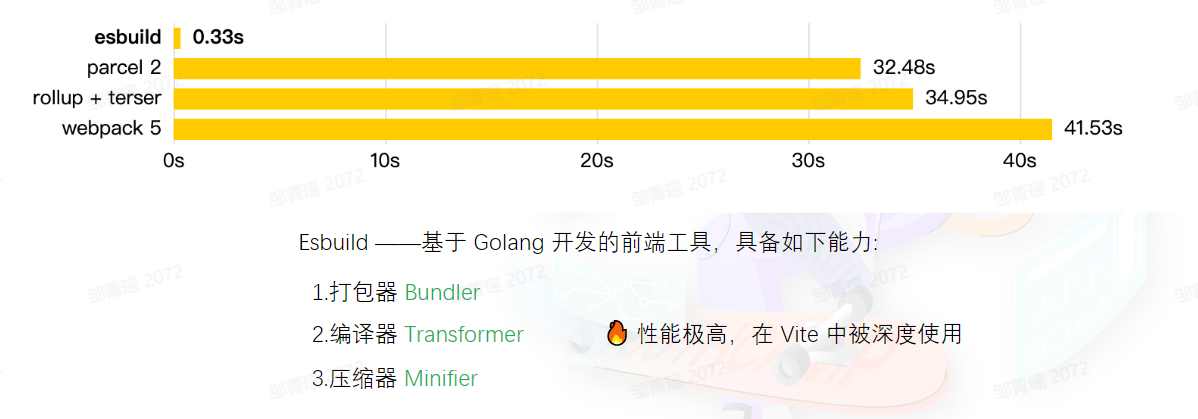 esbuild 0.33s
parcel 2 32.48s
rollup + terser 34.95s
webpack 5 41.53s
0s 10s 20s 30s 40s
Esbuild ——基于 Golang 开发的前端工具，具备如下能力:
1.打包器 Bundler
2.编译器 Transformer
🔥 性能极高，在 Vite 中被深度使用
3.压缩器 Minifier
邹菁瑶 2072